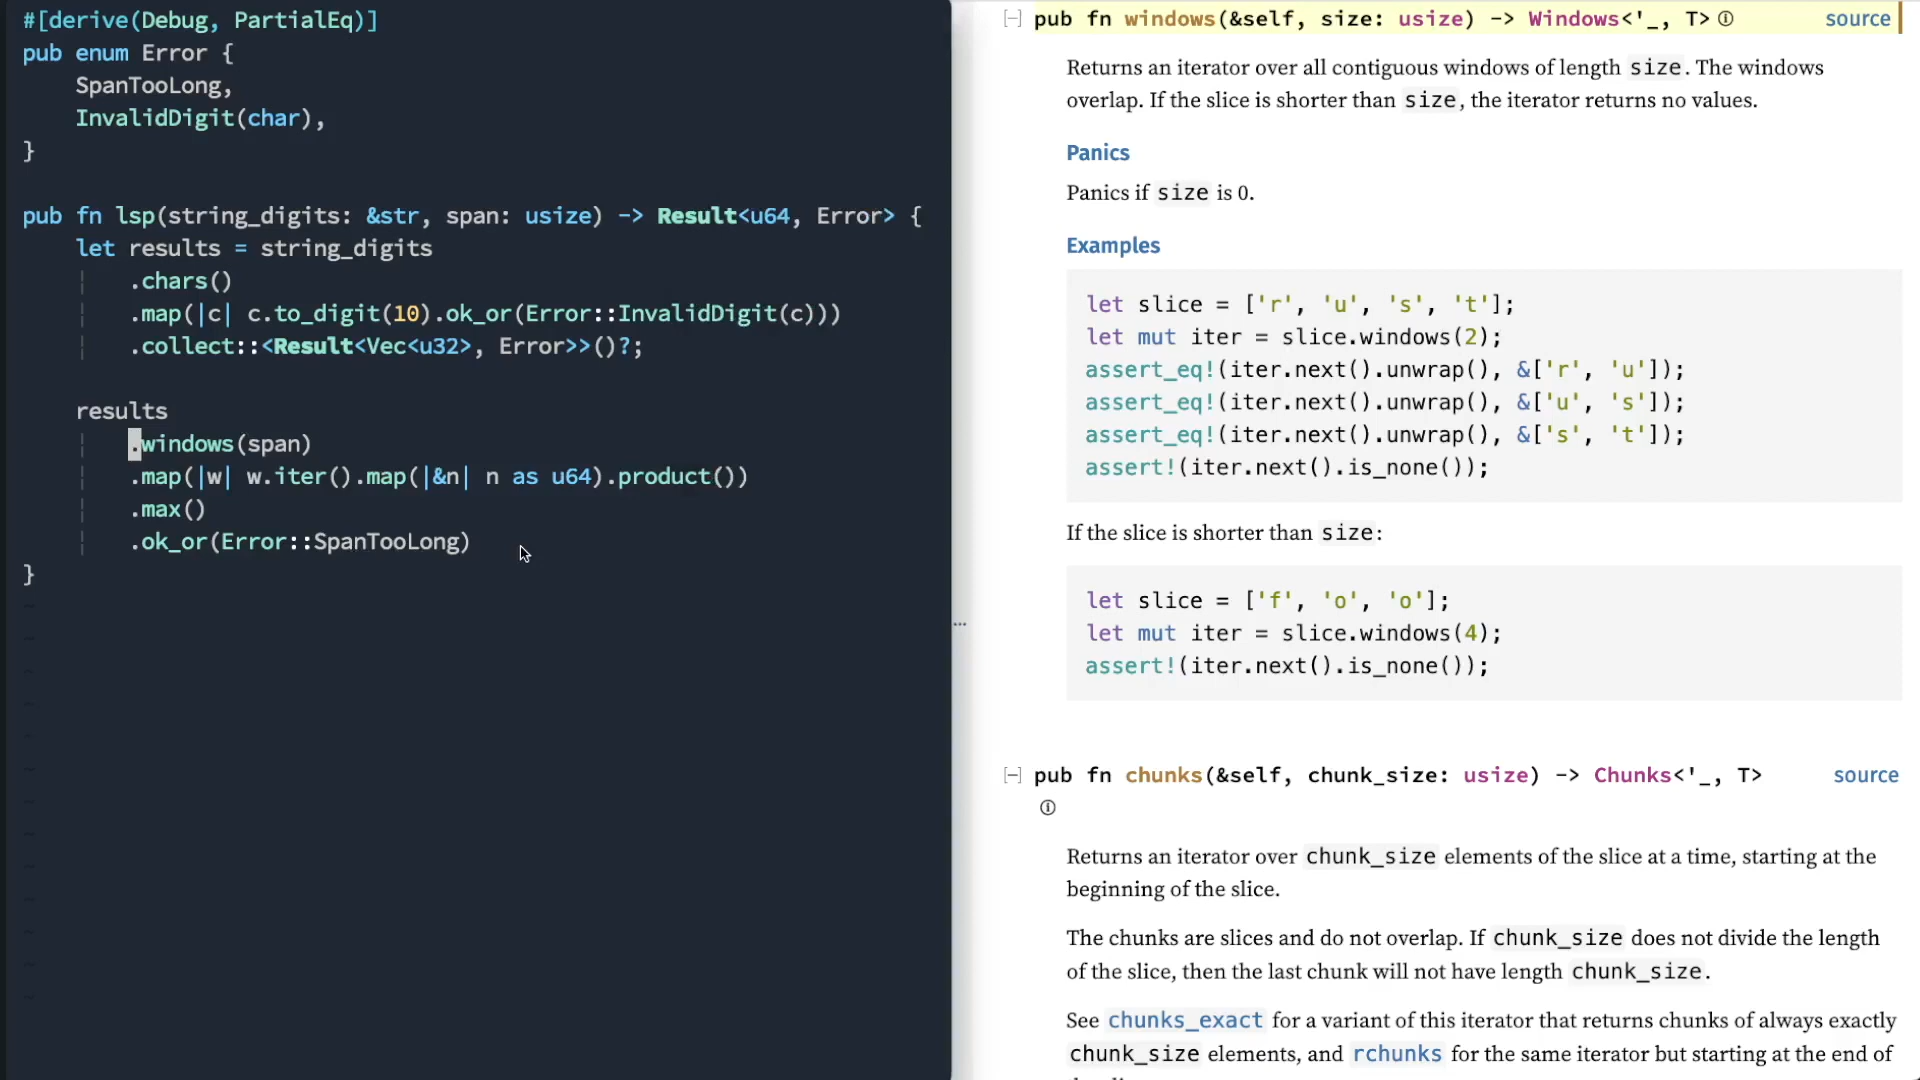 #[derive(Debug, PartialEq)]
pub enum Error {
    SpanTooLong,
    InvalidDigit(char),
}

pub fn lsp(string_digits: &str, span: usize) -> Result<u64, Error> {
    let results = string_digits
        .chars()
        .map(|c| c.to_digit(10).ok_or(Error::InvalidDigit(c)))
        .collect::<Result<Vec<u32>, Error>>()?;

    results
        .windows(span)
        .map(|w| w.iter().map(|&n| n as u64).product())
        .max()
        .ok_or(Error::SpanTooLong)
}
[−] pub fn windows(&self, size: usize) -> Windows<'_, T> ⓘ source
Returns an iterator over all contiguous windows of length size. The windows
overlap. If the slice is shorter than size, the iterator returns no values.
Panics
Panics if size is 0.
Examples
let slice = ['r', 'u', 's', 't'];
let mut iter = slice.windows(2);
assert_eq!(iter.next().unwrap(), &['r', 'u']);
assert_eq!(iter.next().unwrap(), &['u', 's']);
assert_eq!(iter.next().unwrap(), &['s', 't']);
assert!(iter.next().is_none());
If the slice is shorter than size:
let slice = ['f', 'o', 'o'];
let mut iter = slice.windows(4);
assert!(iter.next().is_none());
[−] pub fn chunks(&self, chunk_size: usize) -> Chunks<'_, T> source
ⓘ
Returns an iterator over chunk_size elements of the slice at a time, starting at the
beginning of the slice.
The chunks are slices and do not overlap. If chunk_size does not divide the length
of the slice, then the last chunk will not have length chunk_size.
See chunks_exact for a variant of this iterator that returns chunks of always exactly
chunk_size elements, and rchunks for the same iterator but starting at the end of